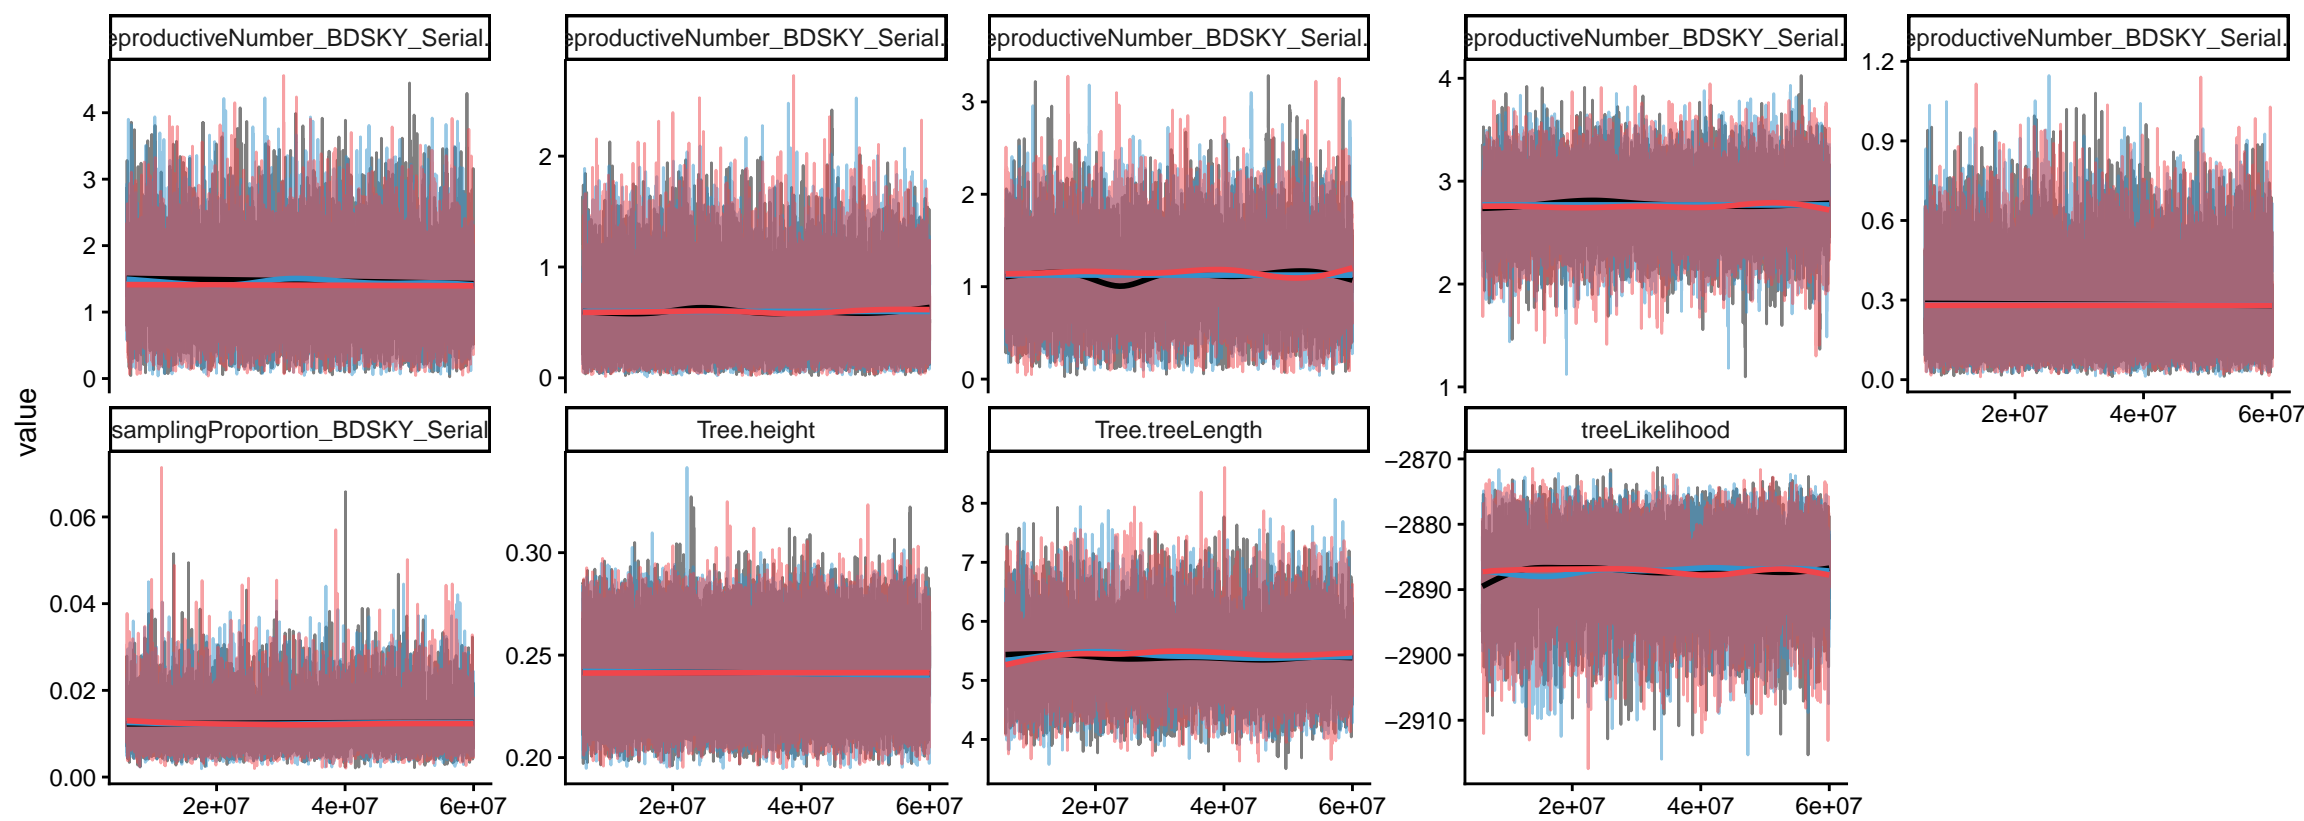 eproductiveNumber_BDSKY_Serial.
eproductiveNumber_BDSKY_Serial.
eproductiveNumber_BDSKY_Serial.
eproductiveNumber_BDSKY_Serial.
eproductiveNumber_BDSKY_Serial.
4
3
2
1
0
2
1
0
3
2
1
0
4
3
2
1
1.2
0.9
0.6
0.3
0.0
2e+07 4e+07 6e+07
value
samplingProportion_BDSKY_Serial
Tree.height
Tree.treeLength
treeLikelihood
0.06
0.04
0.02
0.00
0.30
0.25
0.20
8
7
6
5
4
−2870
−2880
−2890
−2900
−2910
2e+07 4e+07 6e+07
2e+07 4e+07 6e+07
2e+07 4e+07 6e+07
2e+07 4e+07 6e+07